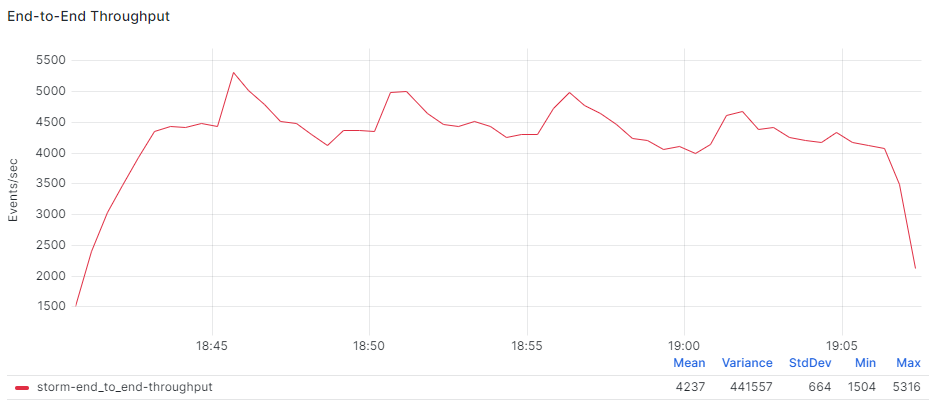 End-to-End Throughput
Events/sec
5500
5000
4500
4000
3500
3000
2500
2000
1500
18:45 18:50 18:55 19:00 19:05
Mean Variance StdDev Min Max
storm-end_to_end-throughput 4237 441557 664 1504 5316